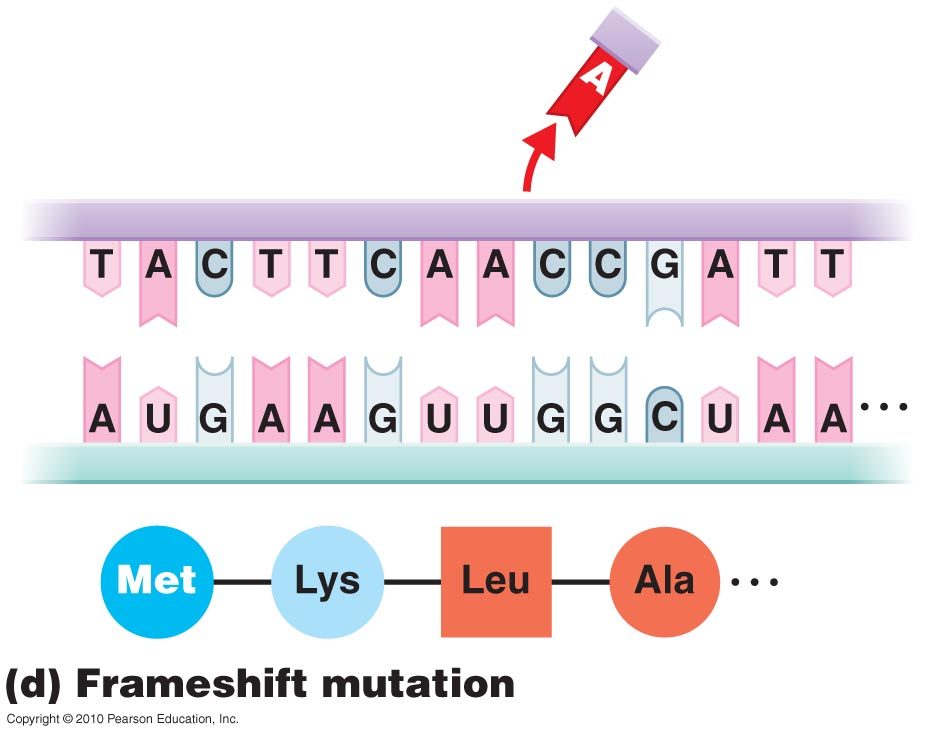 A
T A C T T C A A C C G A T T
A U G A A G U U G G C U A A ...
Met Lys Leu Ala ...
(d) Frameshift mutation
Copyright © 2010 Pearson Education, Inc.